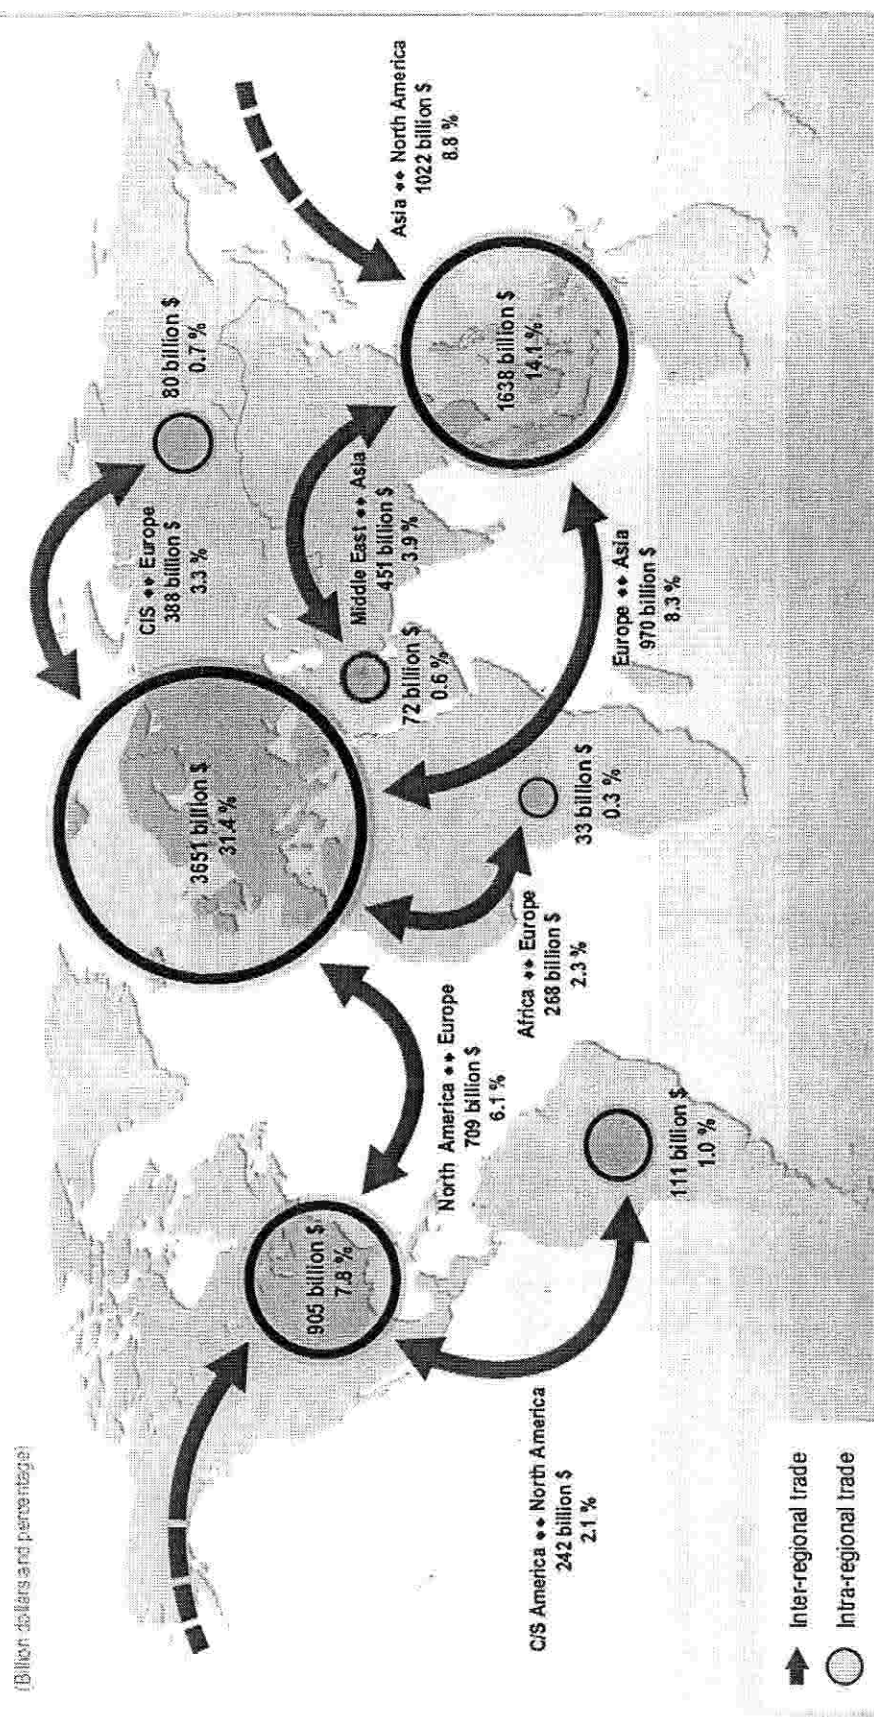 (Billion dollars and percentage)
Asia ↔ North America
1022 billion $
8.8 %
80 billion $
0.7 %
CIS ↔ Europe
388 billion $
3.3 %
1638 billion $
14.1 %
Middle East ↔ Asia
451 billion $
3.9 %
72 billion $
0.6 %
Europe ↔ Asia
970 billion $
8.3 %
3651 billion $
31.4 %
33 billion $
0.3 %
Africa ↔ Europe
268 billion $
2.3 %
North America ↔ Europe
709 billion $
6.1 %
905 billion $
7.8 %
111 billion $
1.0 %
C/S America ↔ North America
242 billion $
2.1 %
Inter-regional trade
Intra-regional trade